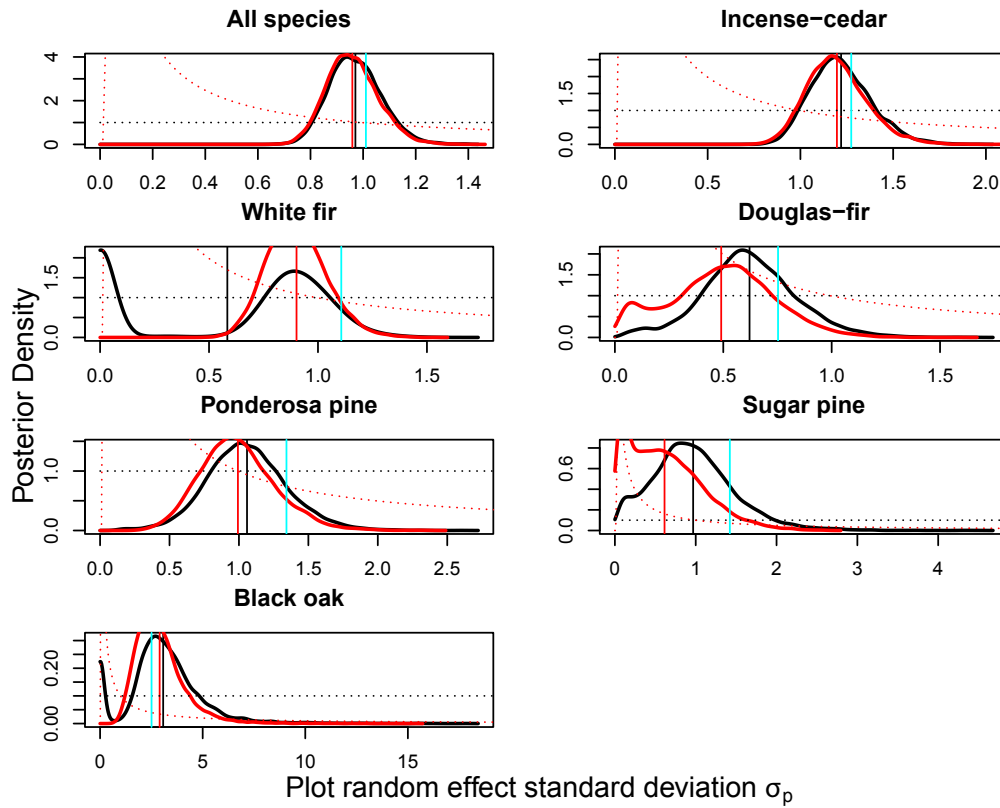 All species
Incense−cedar
0 2 4
0.0 1.5
0.0 0.2 0.4 0.6 0.8 1.0 1.2 1.4
0.0 0.5 1.0 1.5 2.0
White fir
Douglas−fir
0.0 1.5
0.0 1.5
0.0 0.5 1.0 1.5
0.0 0.5 1.0 1.5
Ponderosa pine
Sugar pine
0.0 1.0
0.0 0.6
0.0 0.5 1.0 1.5 2.0 2.5
0 1 2 3 4
Black oak
0.00 0.20
0 5 10 15
Posterior Density
Plot random effect standard deviation σp